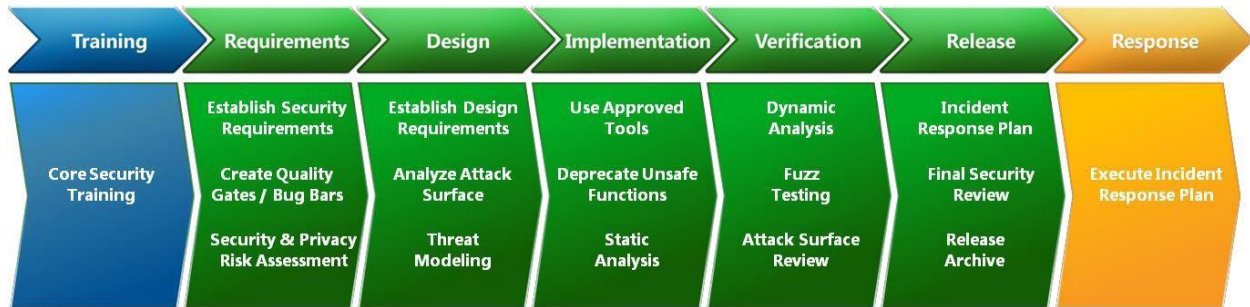 Training
Requirements
Design
Implementation
Verification
Release
Response
Core Security
Training
Establish Security
Requirements
Create Quality
Gates / Bug Bars
Security & Privacy
Risk Assessment
Establish Design
Requirements
Analyze Attack
Surface
Threat
Modeling
Use Approved
Tools
Deprecate Unsafe
Functions
Static
Analysis
Dynamic
Analysis
Fuzz
Testing
Attack Surface
Review
Incident
Response Plan
Final Security
Review
Release
Archive
Execute Incident
Response Plan